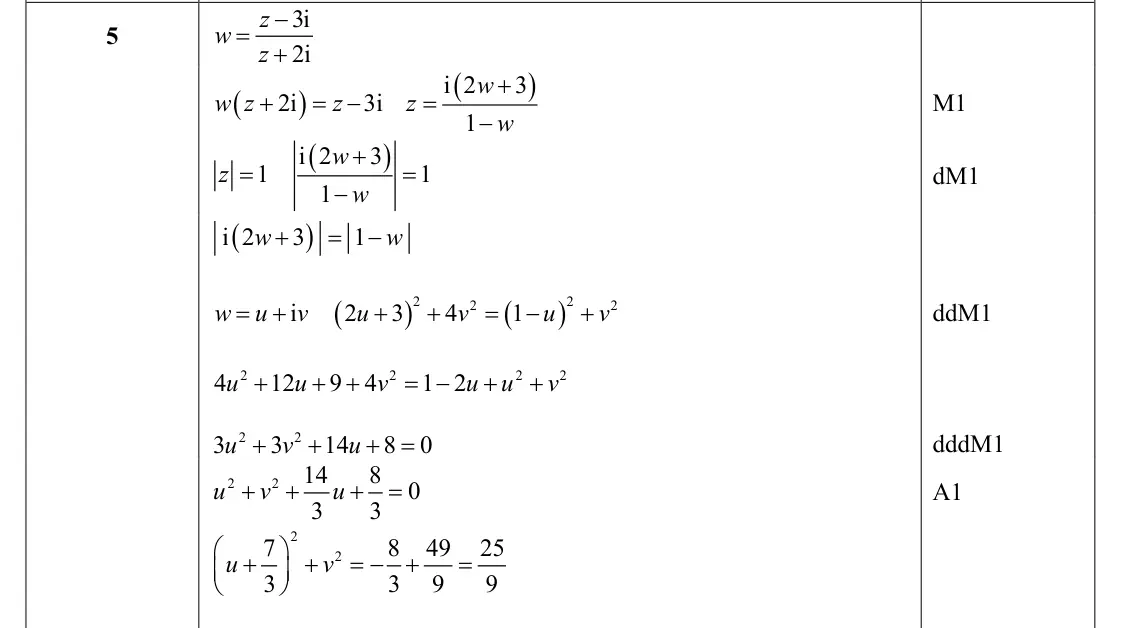 5 w = (z − 3i)/(z + 2i)
w(z + 2i) = z − 3i z = i(2w + 3)/(1 − w) M1
|z| = 1 |i(2w + 3)/(1 − w)| = 1 dM1
|i(2w + 3)| = |1 − w|
w = u + iv (2u + 3)² + 4v² = (1 − u)² + v² ddM1
4u² + 12u + 9 + 4v² = 1 − 2u + u² + v²
3u² + 3v² + 14u + 8 = 0 dddM1
u² + v² + 14/3 u + 8/3 = 0 A1
(u + 7/3)² + v² = −8/3 + 49/9 = 25/9